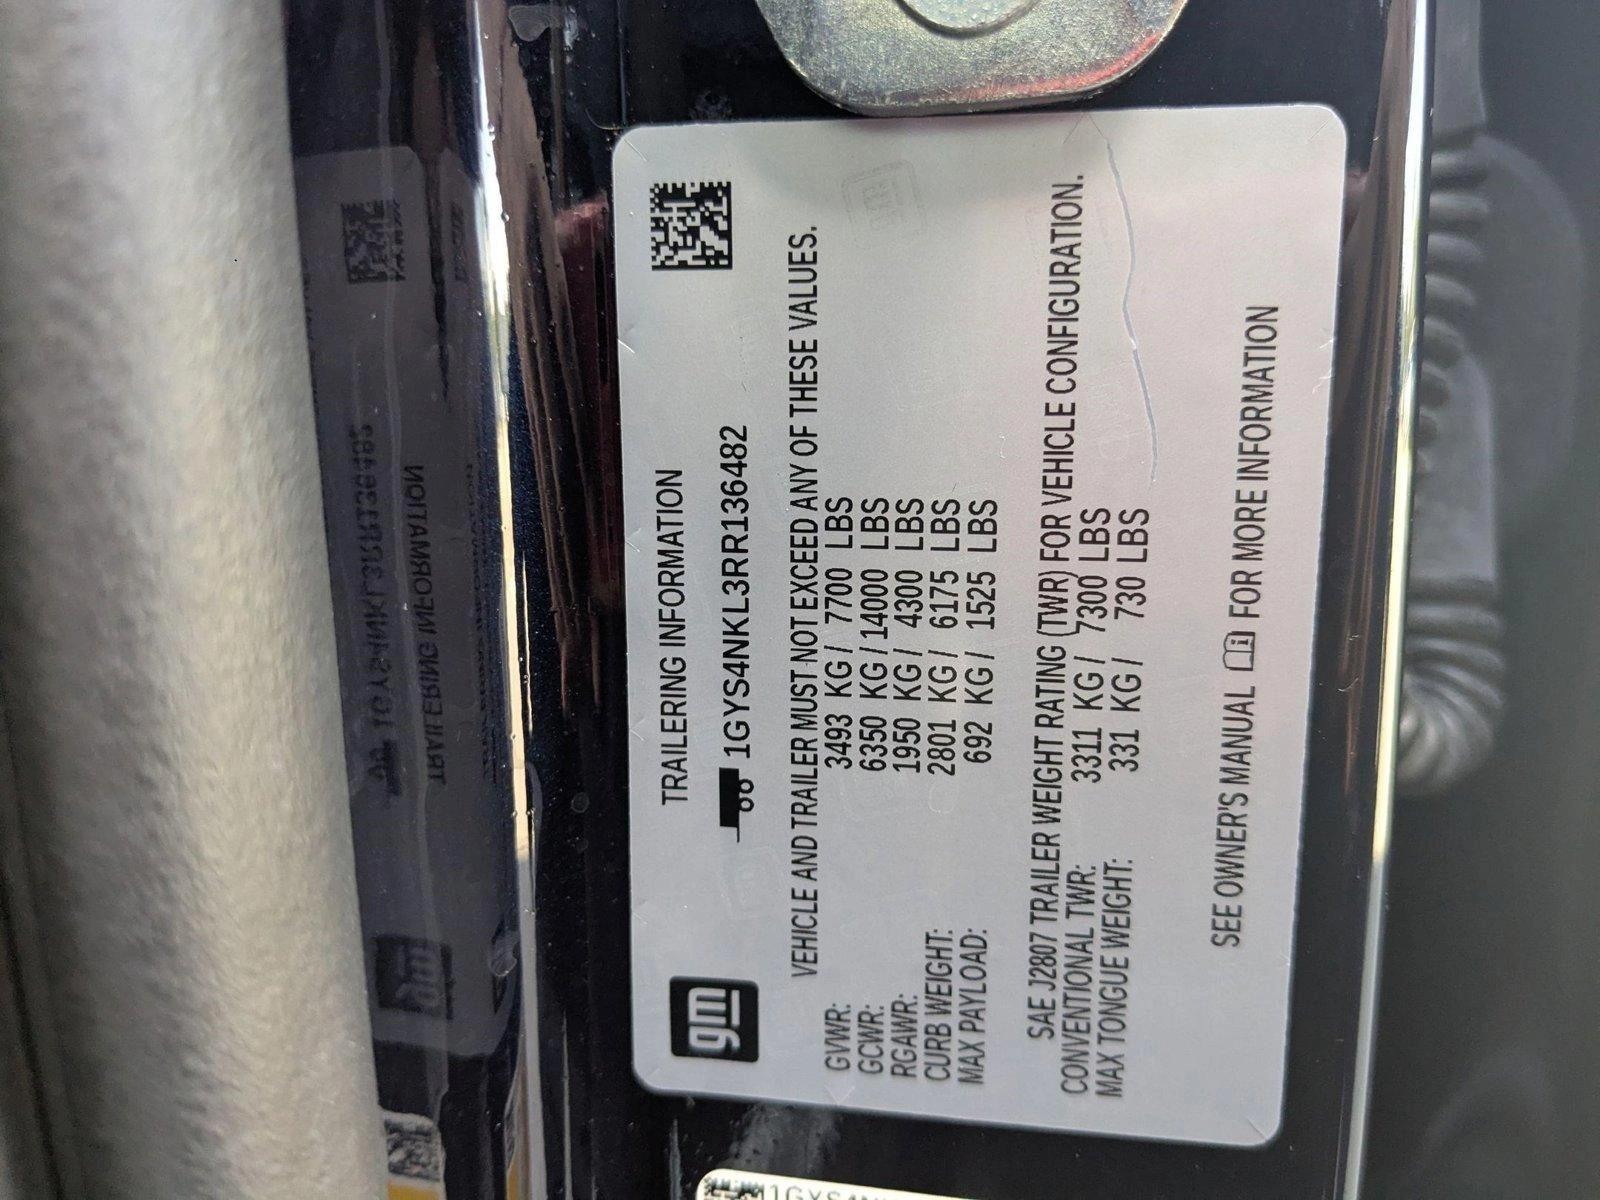 gm
TRAILERING INFORMATION
1GYS4NKL3RR136482
VEHICLE AND TRAILER MUST NOT EXCEED ANY OF THESE VALUES.
GVWR: 3493 KG / 7700 LBS
GCWR: 6350 KG / 14000 LBS
RGAWR: 1950 KG / 4300 LBS
CURB WEIGHT: 2801 KG / 6175 LBS
MAX PAYLOAD: 692 KG / 1525 LBS
SAE J2807 TRAILER WEIGHT RATING (TWR) FOR VEHICLE CONFIGURATION.
CONVENTIONAL TWR: 3311 KG / 7300 LBS
MAX TONGUE WEIGHT: 331 KG / 730 LBS
SEE OWNER'S MANUAL FOR MORE INFORMATION